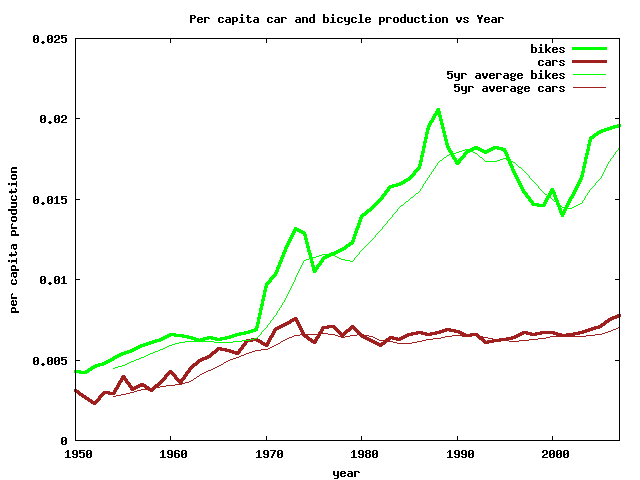 Per capita car and bicycle production vs Year
0.025
bikes
cars
5yr average bikes
5yr average cars
0.02
0.015
per capita production
0.01
0.005
0
1950 1960 1970 1980 1990 2000
year